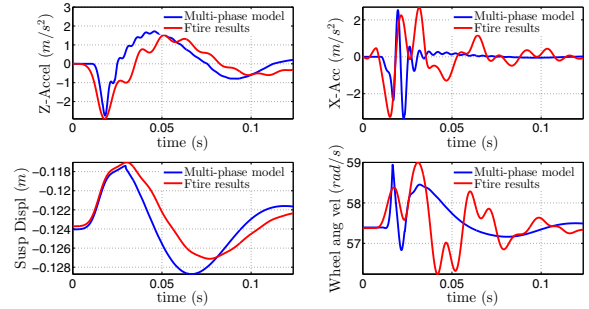 Z-Accel (m/s²)
3
2
1
0
−1
−2
Multi-phase model
Ftire results
0
0.05
0.1
time (s)
X-Acc (m/s²)
2
0
−2
Multi-phase model
Ftire results
0
0.05
0.1
time (s)
Susp Displ (m)
−0.118
−0.12
−0.122
−0.124
−0.126
−0.128
Multi-phase model
Ftire results
0
0.05
0.1
time (s)
Wheel ang vel (rad/s)
59
58
57
Multi-phase model
Ftire results
0
0.05
0.1
time (s)